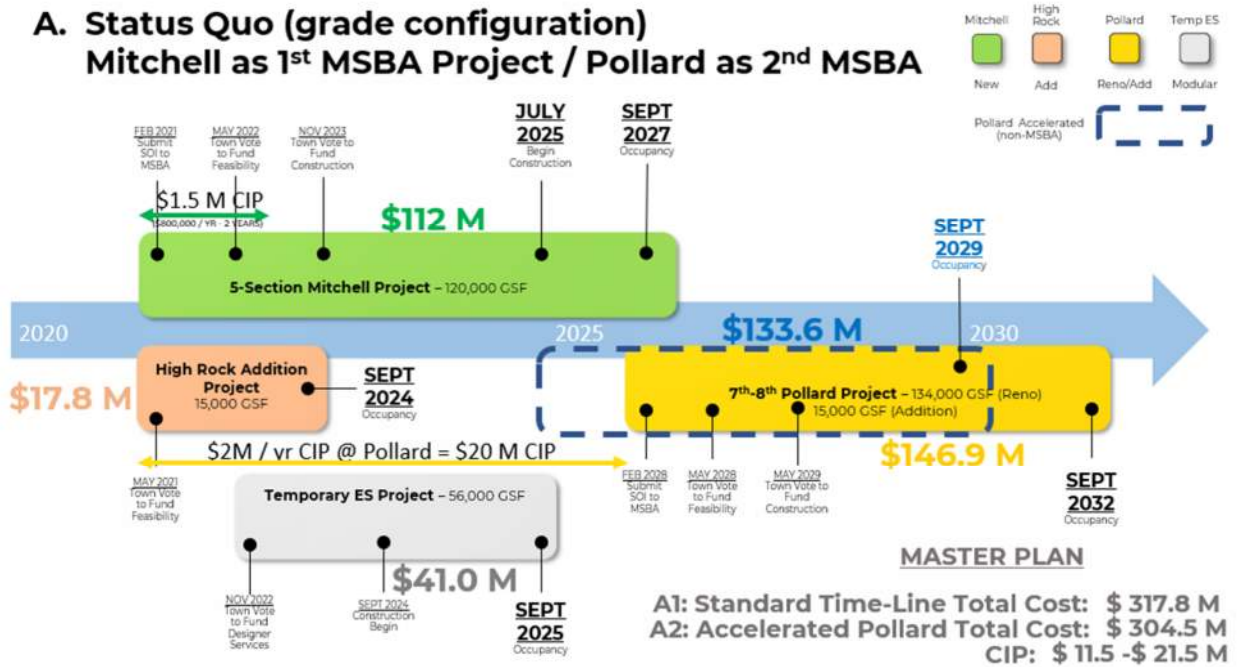 A. Status Quo (grade configuration)
Mitchell as 1st MSBA Project / Pollard as 2nd MSBA
Mitchell
High
Rock
Pollard
Temp ES
New
Add
Reno/Add
Modular
Pollard Accelerated
(non-MSBA)
FEB 2021
Submit
SOI to
MSBA
MAY 2022
Town Vote
to Fund
Feasibility
NOV 2023
Town Vote to
Fund
Construction
JULY
2025
Begin
Construction
SEPT
2027
Occupancy
$1.5 M CIP
($800,000 / YR - 2 YEARS)
$112 M
5-Section Mitchell Project – 120,000 GSF
SEPT
2029
Occupancy
2020
2025
2030
$133.6 M
$17.8 M
High Rock Addition
Project
15,000 GSF
SEPT
2024
Occupancy
7th-8th Pollard Project – 134,000 GSF (Reno)
15,000 GSF (Addition)
$146.9 M
$2M / yr CIP @ Pollard = $20 M CIP
MAY 2021
Town Vote
to Fund
Feasibility
Temporary ES Project – 56,000 GSF
FEB 2028
Submit
SOI to
MSBA
MAY 2028
Town Vote
to Fund
Feasibility
MAY 2029
Town Vote to
Fund
Construction
SEPT
2032
Occupancy
$41.0 M
NOV 2022
Town Vote
to Fund
Designer
Services
SEPT 2024
Construction
Begin
SEPT
2025
Occupancy
MASTER PLAN
A1: Standard Time-Line Total Cost: $ 317.8 M
A2: Accelerated Pollard Total Cost: $ 304.5 M
CIP: $ 11.5 -$ 21.5 M